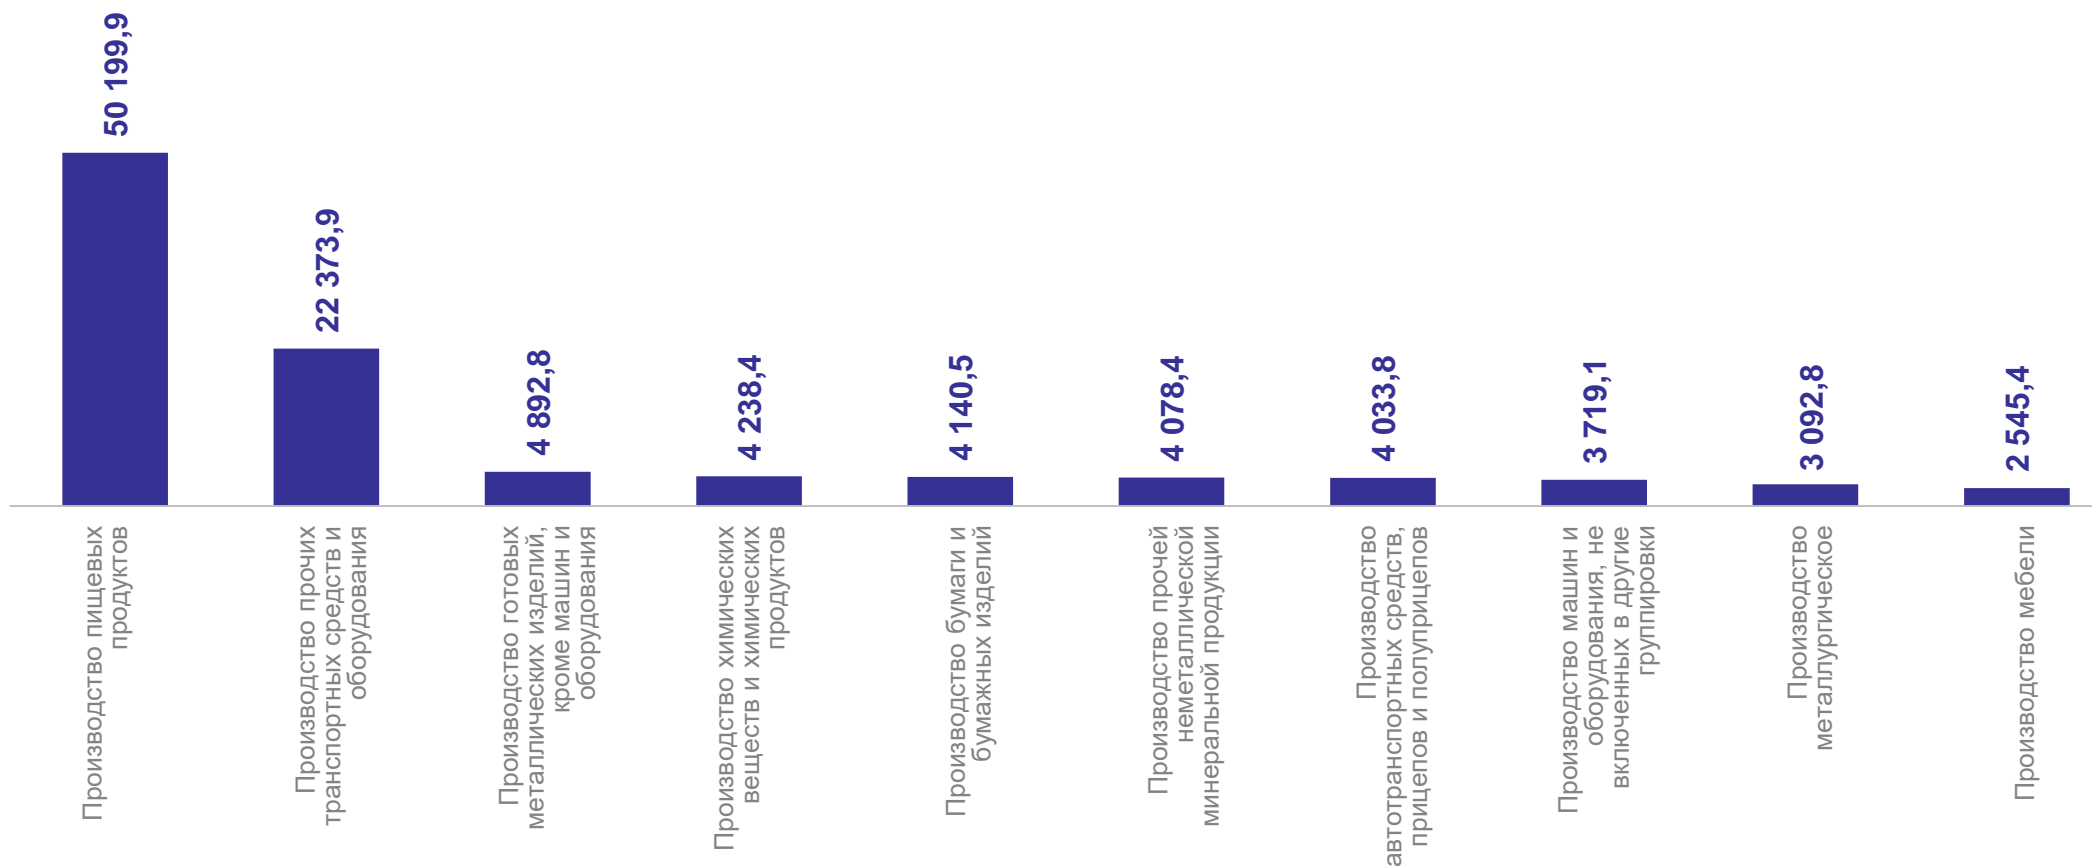 50 199,9
22 373,9
4 892,8
4 238,4
4 140,5
4 078,4
4 033,8
3 719,1
3 092,8
2 545,4
Производство пищевых
продуктов
Производство прочих
транспортных средств и
оборудования
Производство готовых
металлических изделий,
кроме машин и
оборудования
Производство химических
веществ и химических
продуктов
Производство бумаги и
бумажных изделий
Производство прочей
неметаллической
минеральной продукции
Производство
автотранспортных средств,
прицепов и полуприцепов
Производство машин и
оборудования, не
включенных в другие
группировки
Производство
металлургическое
Производство мебели